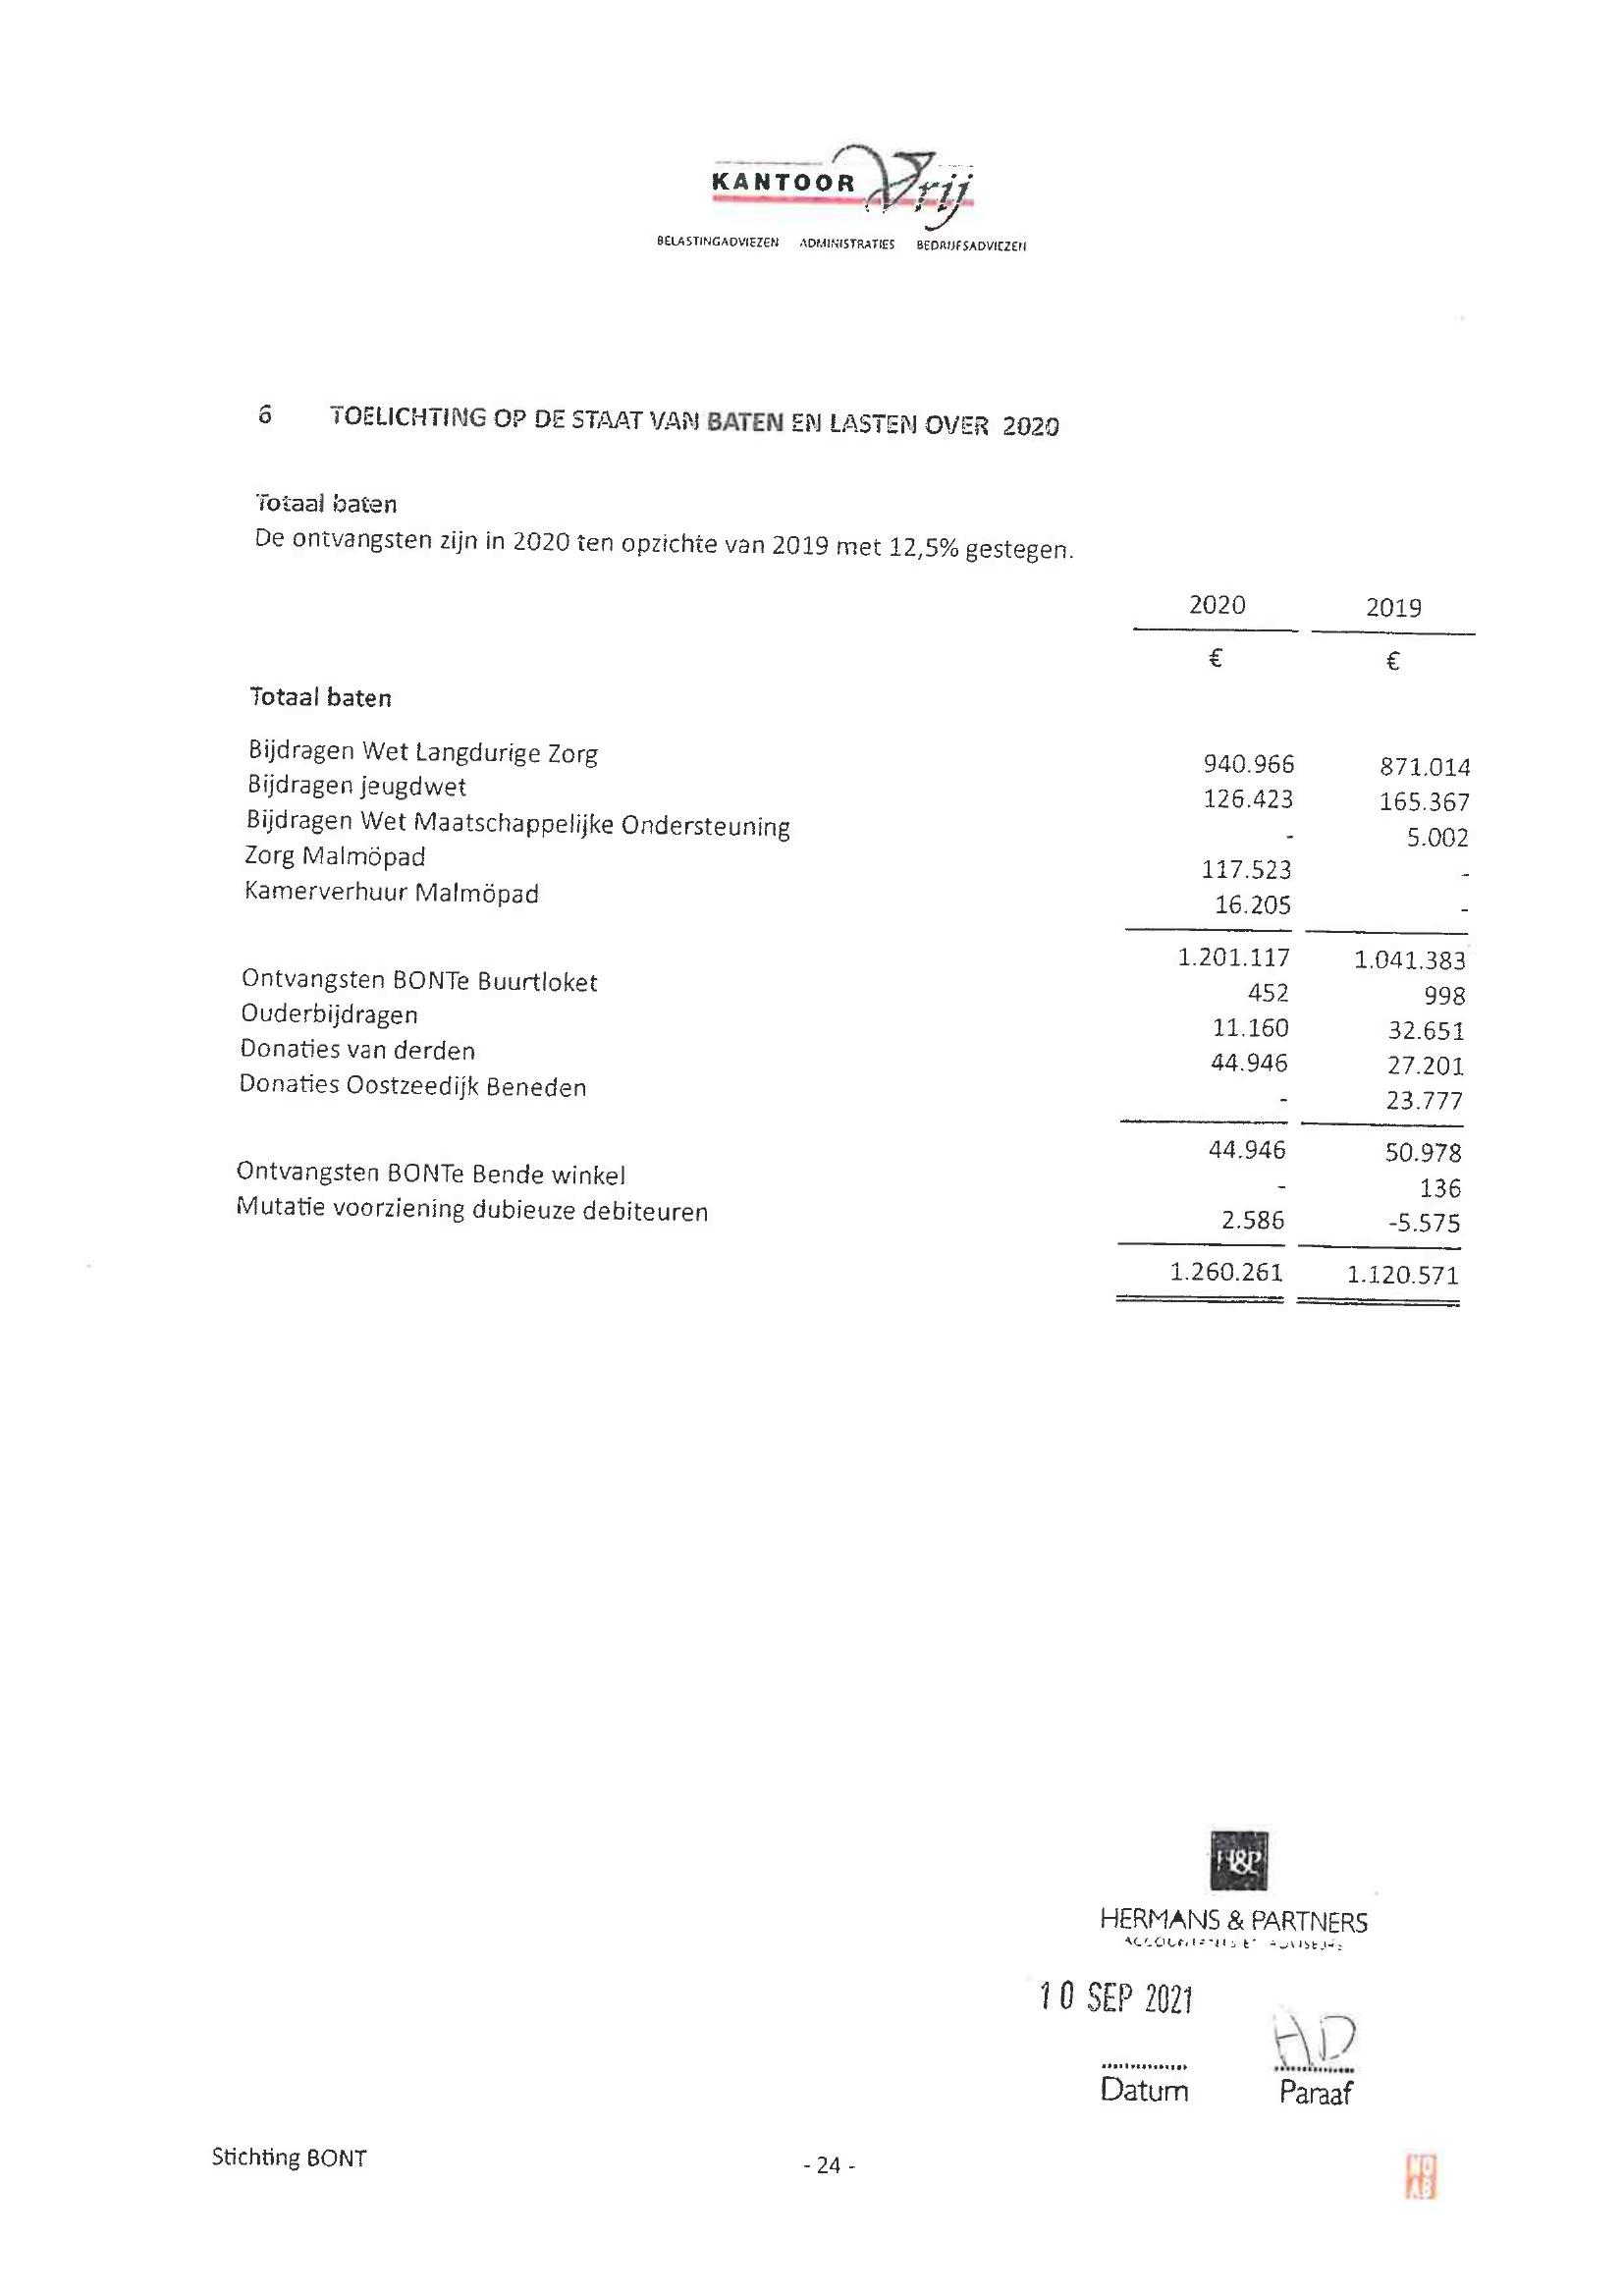 KANTOOR Vrij
BELASTINGADVIEZEN ADMINISTRATIES BEDRIJFSADVIEZEN
6 TOELICHTING OP DE STAAT VAN BATEN EN LASTEN OVER 2020
Totaal baten
De ontvangsten zijn in 2020 ten opzichte van 2019 met 12,5% gestegen.
2020 2019
€ €
Totaal baten
Bijdragen Wet Langdurige Zorg 940.966 871.014
Bijdragen jeugdwet 126.423 165.367
Bijdragen Wet Maatschappelijke Ondersteuning - 5.002
Zorg Malmöpad 117.523 -
Kamerverhuur Malmöpad 16.205 -
1.201.117 1.041.383
Ontvangsten BONTe Buurtloket 452 998
Ouderbijdragen 11.160 32.651
Donaties van derden 44.946 27.201
Donaties Oostzeedijk Beneden - 23.777
44.946 50.978
Ontvangsten BONTe Bende winkel - 136
Mutatie voorziening dubieuze debiteuren 2.586 -5.575
1.260.261 1.120.571
H&P
HERMANS & PARTNERS
10 SEP 2021
AD
Datum Paraaf
Stichting BONT - 24 -
NO
AB